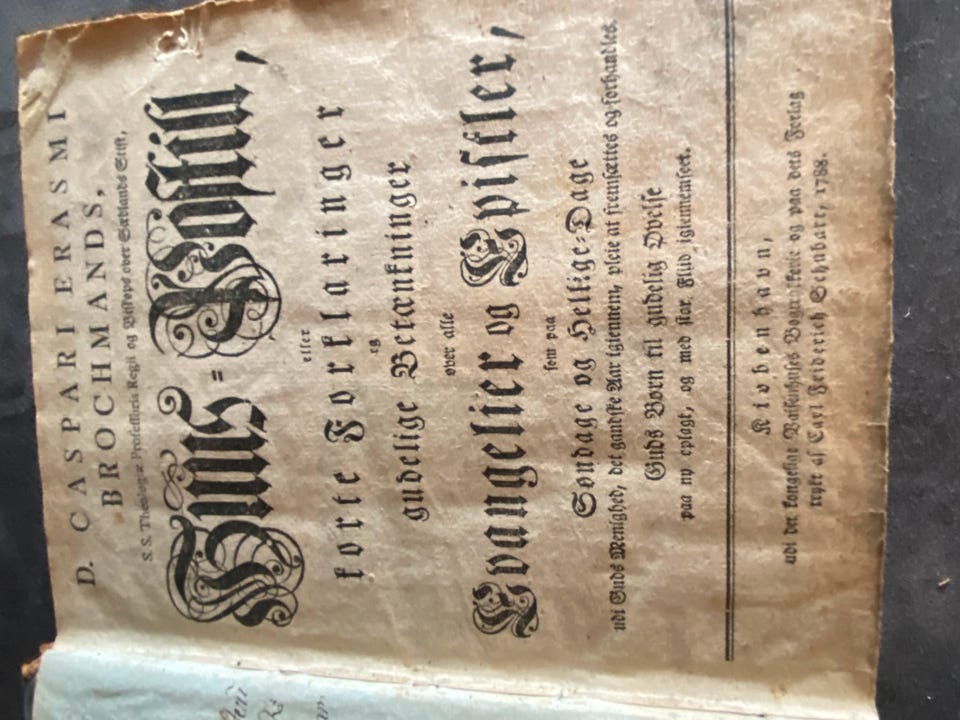 D. CASPARI ERASMI
BROCHMANDS,
S. S. Theologiæ Professoris Regii og Biskops over Siællands Stift,
Huus = Postill,
eller
korte Forklaringer
og
gudelige Betænkninger
over alle
Evangelier og Epistler,
som paa
Søndage og Hellige=Dage
udi Guds Menighed, det gandske Aar igiennem, pleie at fremsættes og forhandles.
Guds Børn til gudelig Øvelse
paa ny oplagt, og med stor Fliid igiennemseet.
Kiøbenhavn,
udi det kongelige Vaisenhuses Bogtrykkerie og paa dets Forlag
trykt af Carl Friderich Schubart, 1788.